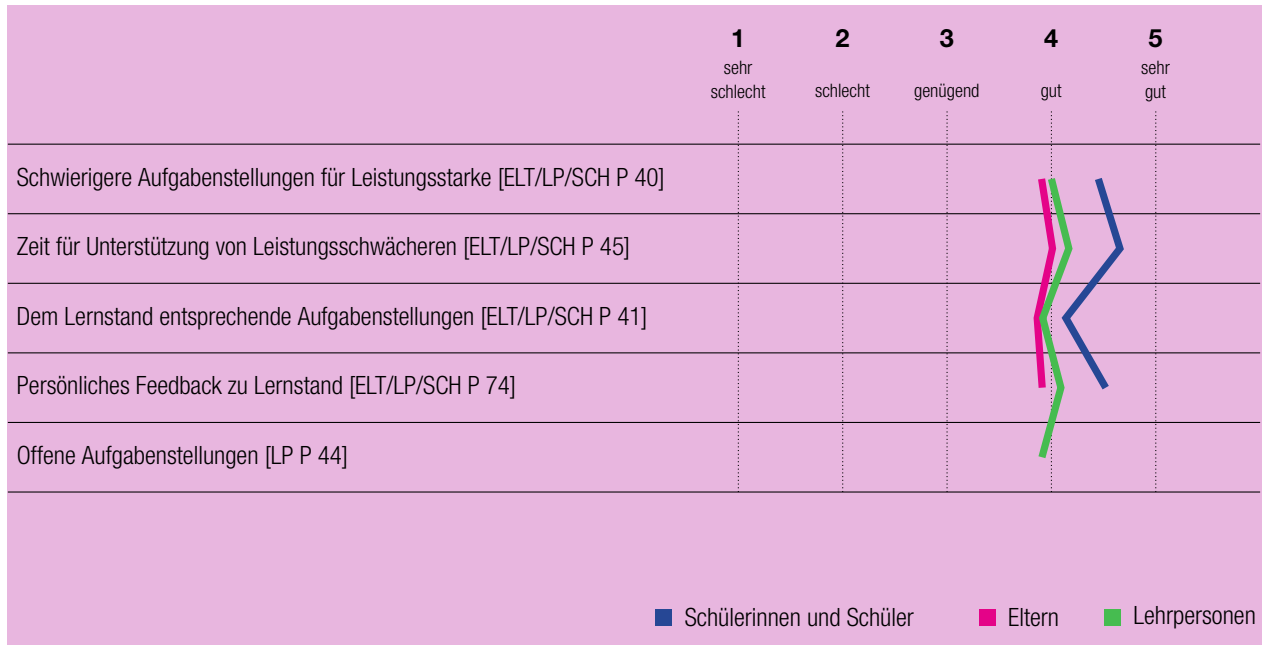 1 2 3 4 5
sehr schlecht schlecht genügend gut sehr gut
Schwierigere Aufgabenstellungen für Leistungsstarke [ELT/LP/SCH P 40]
Zeit für Unterstützung von Leistungsschwächeren [ELT/LP/SCH P 45]
Dem Lernstand entsprechende Aufgabenstellungen [ELT/LP/SCH P 41]
Persönliches Feedback zu Lernstand [ELT/LP/SCH P 74]
Offene Aufgabenstellungen [LP P 44]
Schülerinnen und Schüler Eltern Lehrpersonen